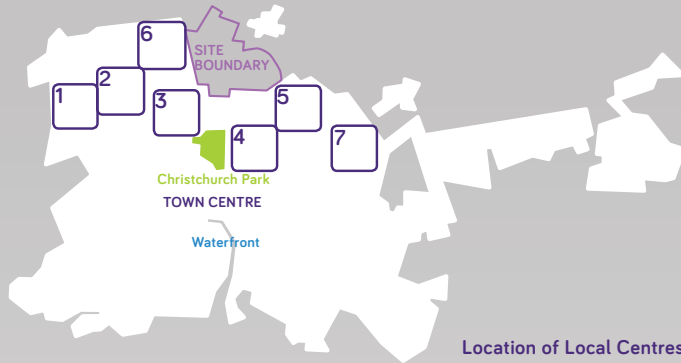 6
SITE
BOUNDARY
2
1
3
5
4
7
Christchurch Park
TOWN CENTRE
Waterfront
Location of Local Centres